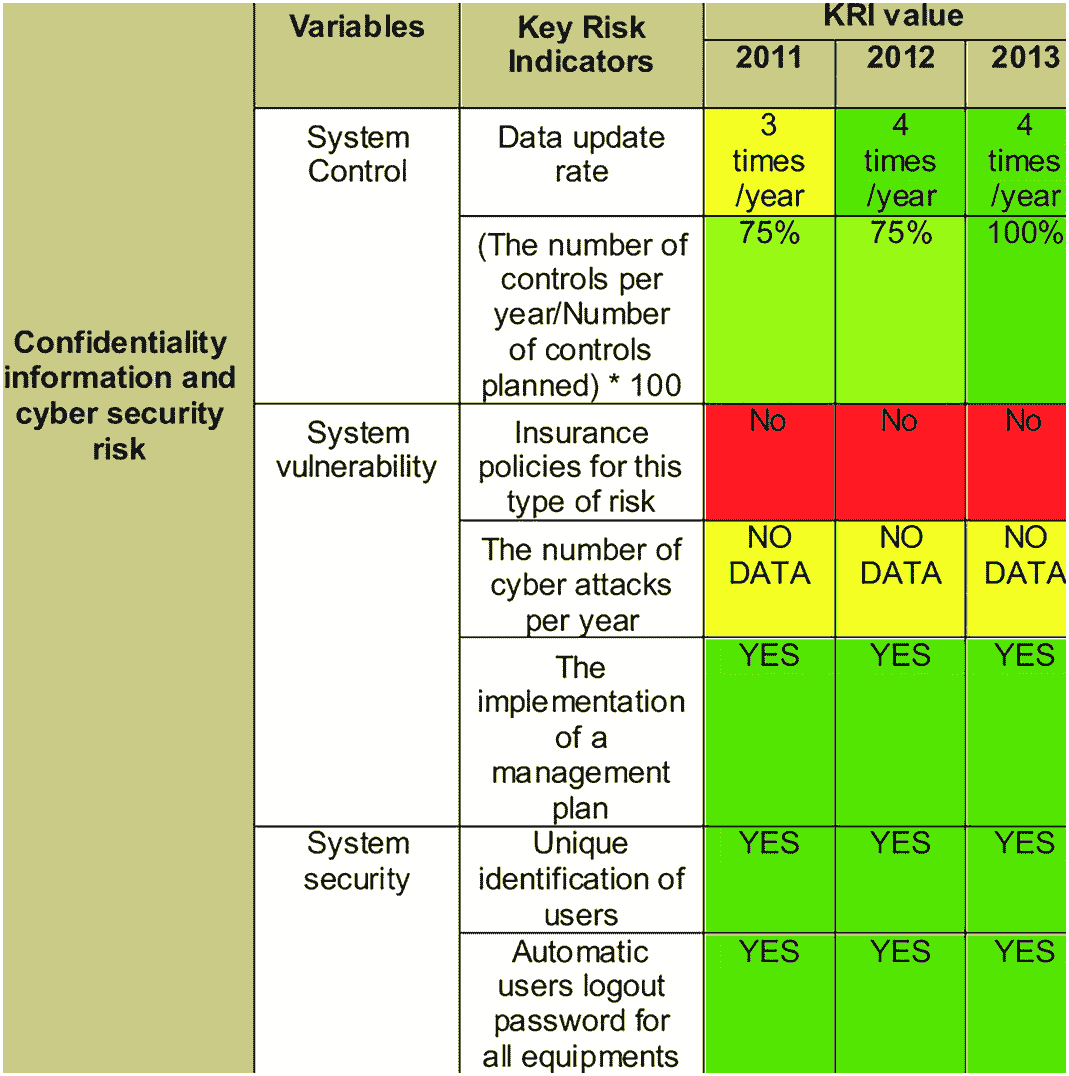 Variables
Key Risk
Indicators
KRI value
2011
2012
2013
Confidentiality
information and
cyber security
risk
System
Control
Data update
rate
3
times
/year
4
times
/year
4
times
/year
(The number of
controls per
year/Number
of controls
planned) * 100
75%
75%
100%
System
vulnerability
Insurance
policies for this
type of risk
No
No
No
The number of
cyber attacks
per year
NO
DATA
NO
DATA
NO
DATA
The
implementation
of a
management
plan
YES
YES
YES
System
security
Unique
identification of
users
YES
YES
YES
Automatic
users logout
password for
all equipments
YES
YES
YES